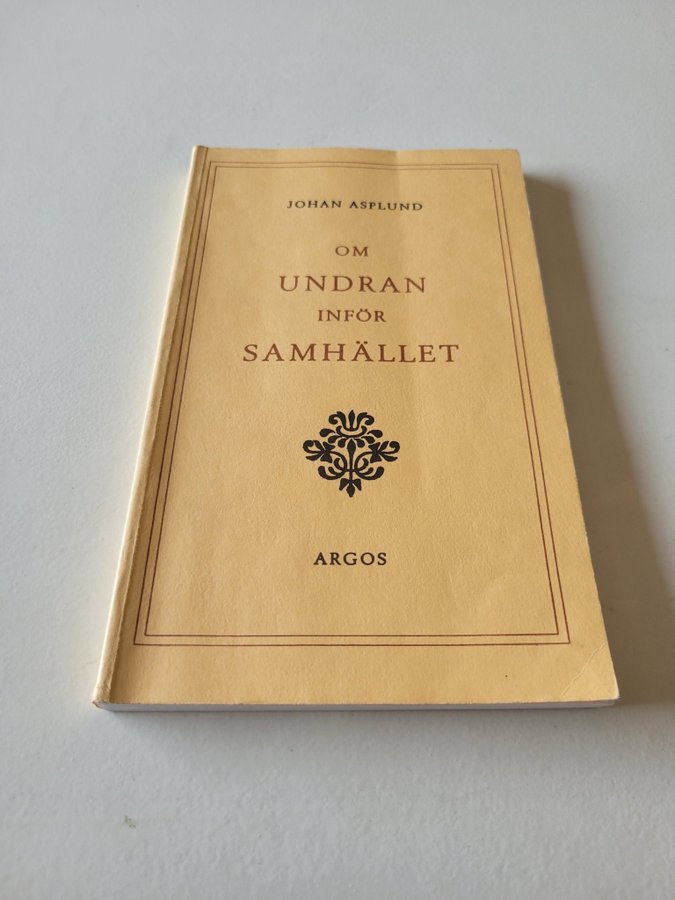 JOHAN ASPLUND
OM
UNDRAN
INFÖR
SAMHÄLLET
ARGOS